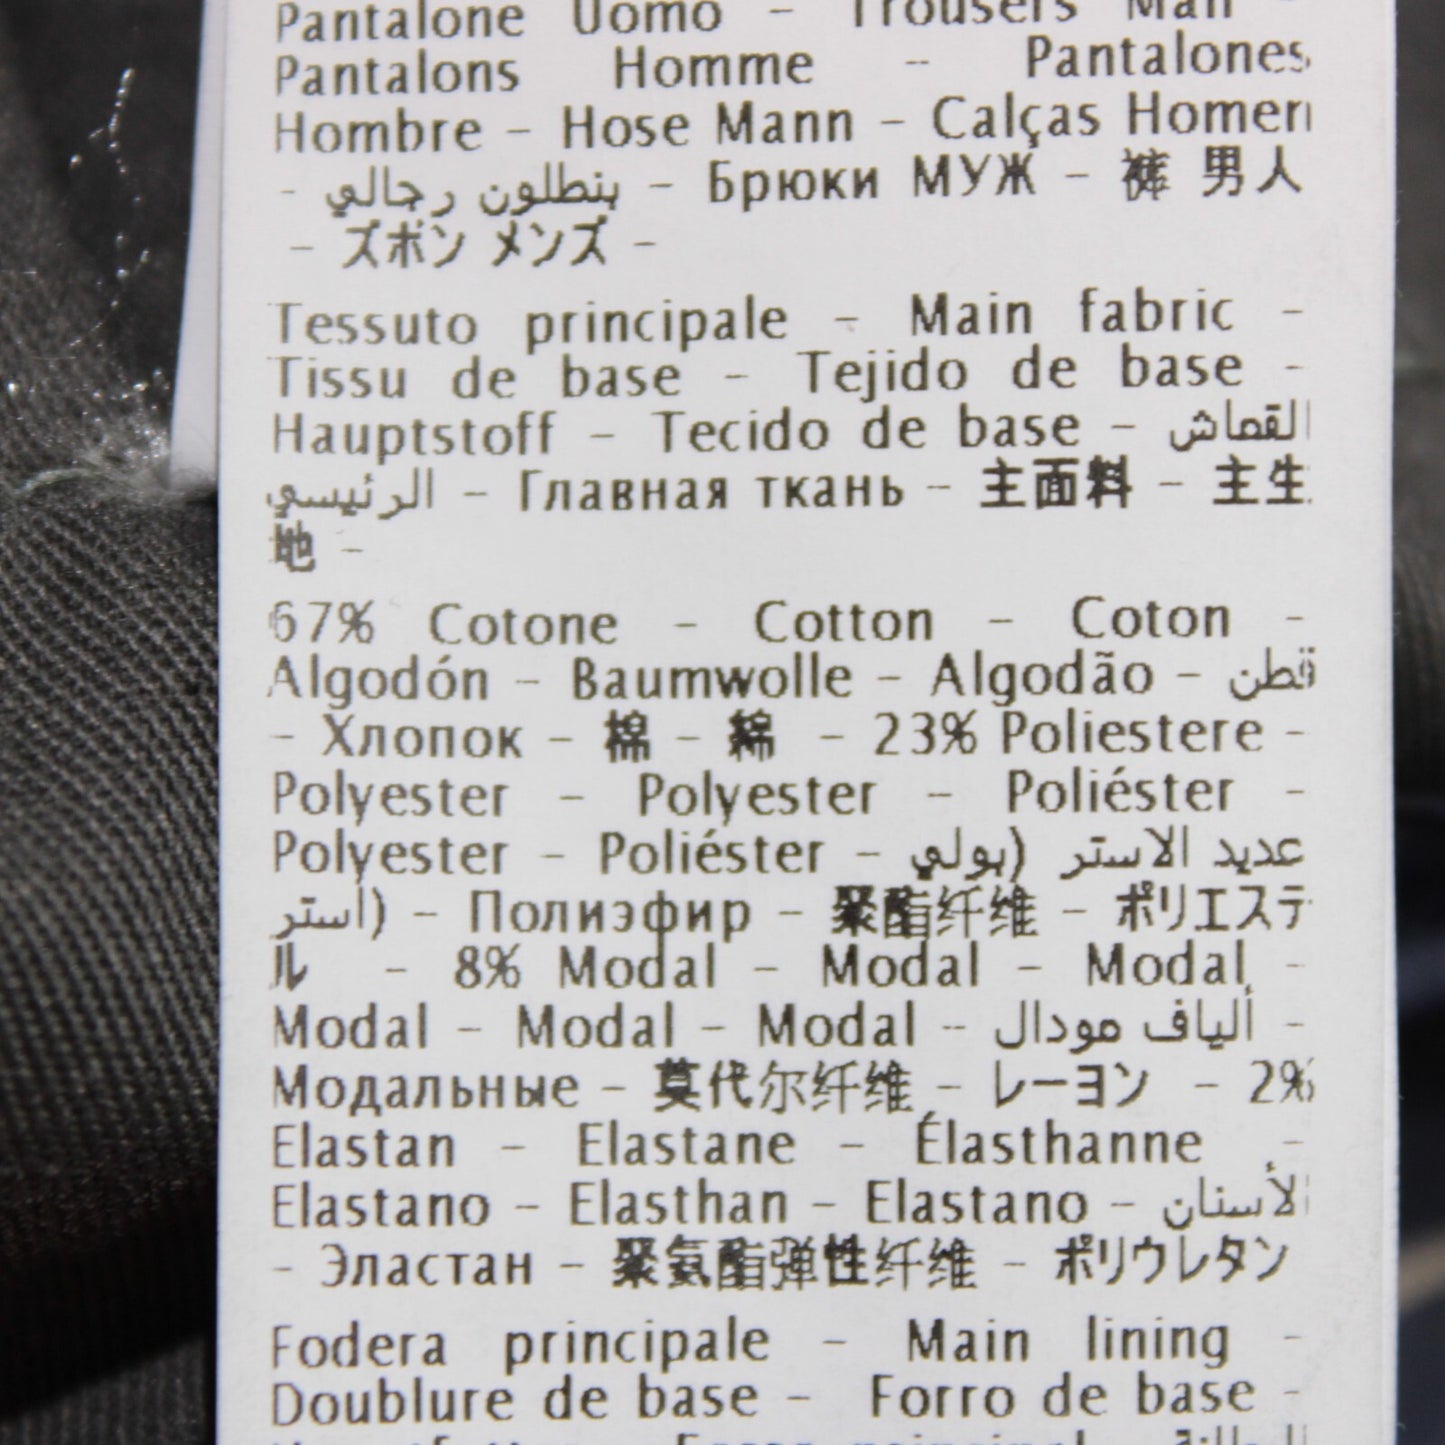 Pantalone Uomo - Trousers Man -
Pantalons Homme - Pantalones
Hombre - Hose Mann - Calças Homem
- بنطلون رجالي - Брюки МУЖ - 裤 男人
- ズボン メンズ -
Tessuto principale - Main fabric -
Tissu de base - Tejido de base -
Hauptstoff - Tecido de base - القماش
الرئيسي - Главная ткань - 主面料 - 主生
地 -
67% Cotone - Cotton - Coton -
Algodón - Baumwolle - Algodão - قطن
- Хлопок - 棉 - 綿 - 23% Poliestere -
Polyester - Polyester - Poliéster -
Polyester - Poliéster - عديد الاستر (بولي
أستر) - Полиэфир - 聚酯纤维 - ポリエステ
ル - 8% Modal - Modal - Modal -
Modal - Modal - Modal - ألياف مودال -
Модальные - 莫代尔纤维 - レーヨン - 2%
Elastan - Elastane - Élasthanne -
Elastano - Elasthan - Elastano - الأسنان
- Эластан - 聚氨酯弹性纤维 - ポリウレタン
Fodera principale - Main lining -
Doublure de base - Forro de base -